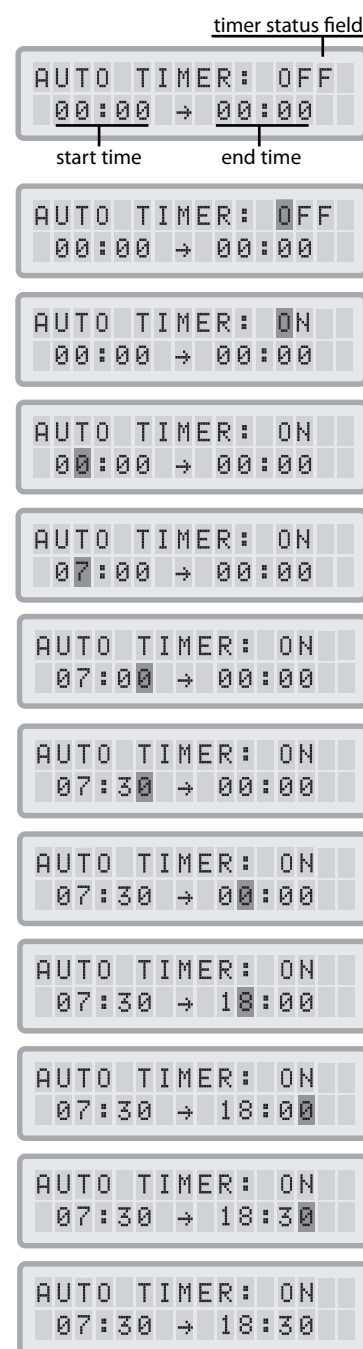 timer status field
AUTO TIMER: OFF
00:00 → 00:00
start time end time
AUTO TIMER: OFF
00:00 → 00:00
AUTO TIMER: ON
00:00 → 00:00
AUTO TIMER: ON
00:00 → 00:00
AUTO TIMER: ON
07:00 → 00:00
AUTO TIMER: ON
07:00 → 00:00
AUTO TIMER: ON
07:30 → 00:00
AUTO TIMER: ON
07:30 → 00:00
AUTO TIMER: ON
07:30 → 18:00
AUTO TIMER: ON
07:30 → 18:00
AUTO TIMER: ON
07:30 → 18:30
AUTO TIMER: ON
07:30 → 18:30